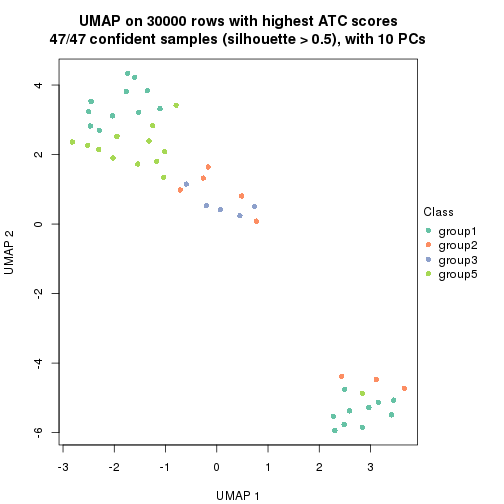 UMAP on 30000 rows with highest ATC scores
47/47 confident samples (silhouette > 0.5), with 10 PCs
4
2
0
-2
-4
-6
UMAP 2
-3
-2
-1
0
1
2
3
UMAP 1
Class
group1
group2
group3
group5